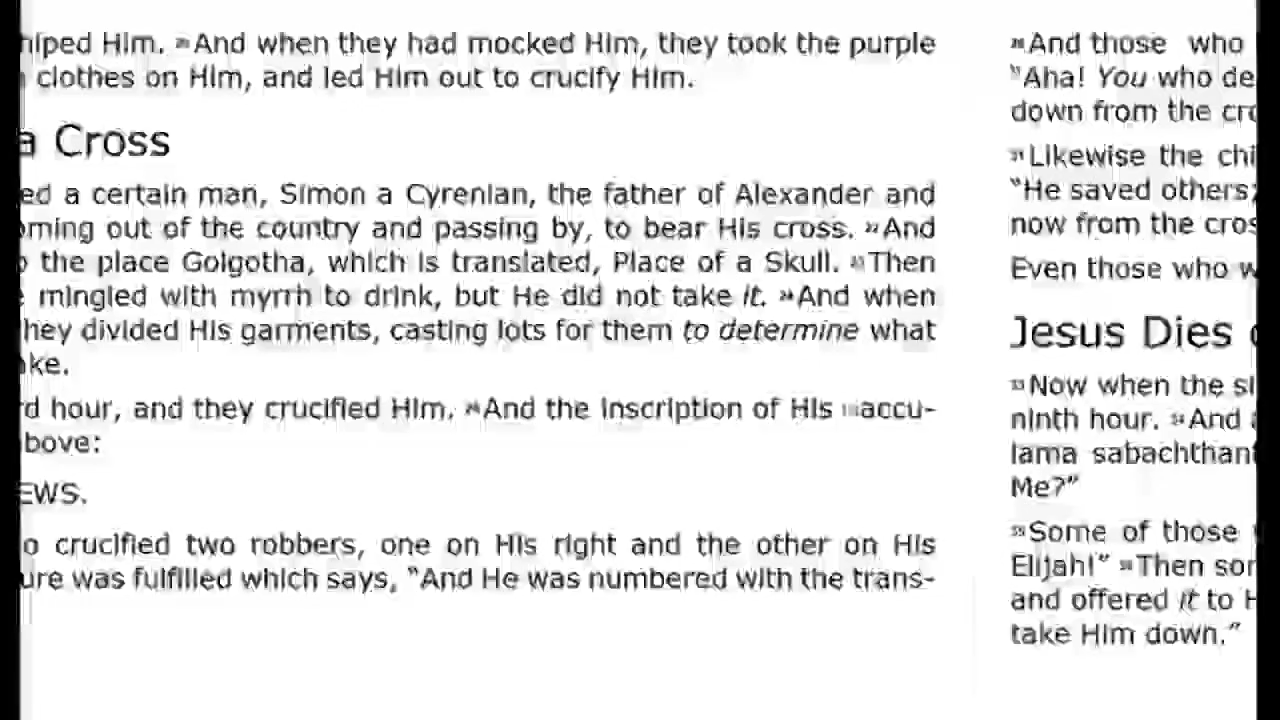 hiped Him. And when they had mocked Him, they took the purple
clothes on Him, and led Him out to crucify Him.
a Cross
ed a certain man, Simon a Cyrenian, the father of Alexander and
oming out of the country and passing by, to bear His cross. And
the place Golgotha, which is translated, Place of a Skull. Then
mingled with myrrh to drink, but He did not take it. And when
they divided His garments, casting lots for them to determine what
ake.
rd hour, and they crucified Him. And the inscription of His accu-
bove:
EWS.
o crucified two robbers, one on His right and the other on His
ure was fulfilled which says, "And He was numbered with the trans-
And those who
"Aha! You who de
down from the cro
Likewise the chi
"He saved others;
now from the cros
Even those who w
Jesus Dies o
Now when the si
ninth hour. And a
lama sabachthani
Me?"
Some of those
Elijah!" Then som
and offered it to H
take Him down."